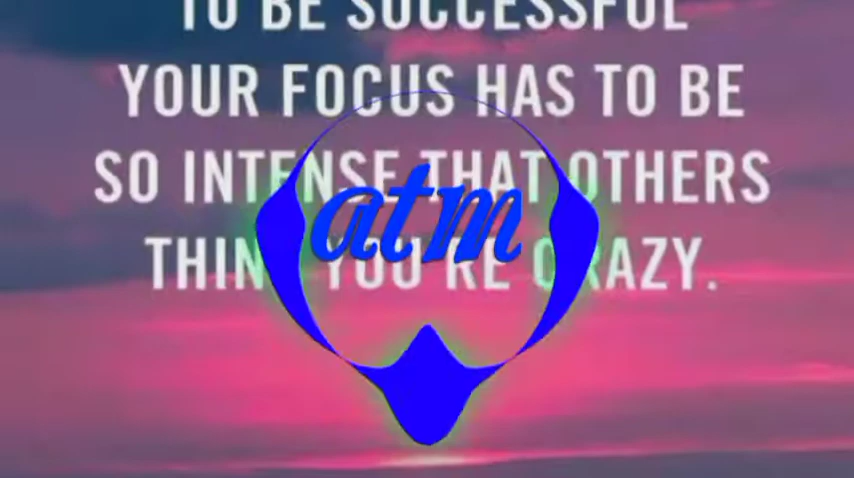 TO BE SUCCESSFUL
YOUR FOCUS HAS TO BE
SO INTENSE THAT OTHERS
THINK YOU'RE CRAZY.
atm